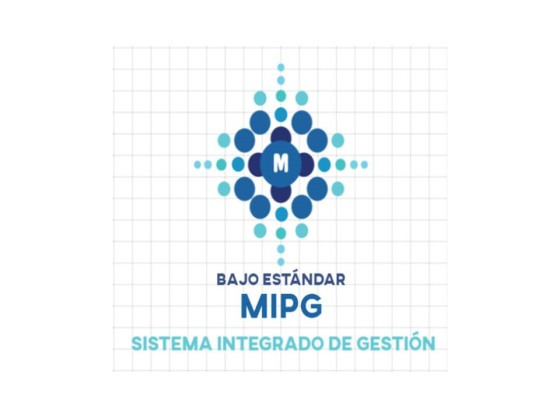 M
BAJO ESTÁNDAR
MIPG
SISTEMA INTEGRADO DE GESTIÓN